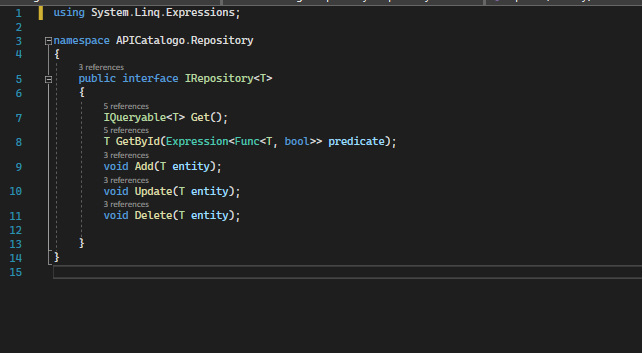 1 using System.Linq.Expressions;
2
3 namespace APICatalogo.Repository
4 {
3 references
5 public interface IRepository<T>
6 {
5 references
7 IQueryable<T> Get();
5 references
8 T GetById(Expression<Func<T, bool>> predicate);
3 references
9 void Add(T entity);
3 references
10 void Update(T entity);
3 references
11 void Delete(T entity);
12
13 }
14 }
15